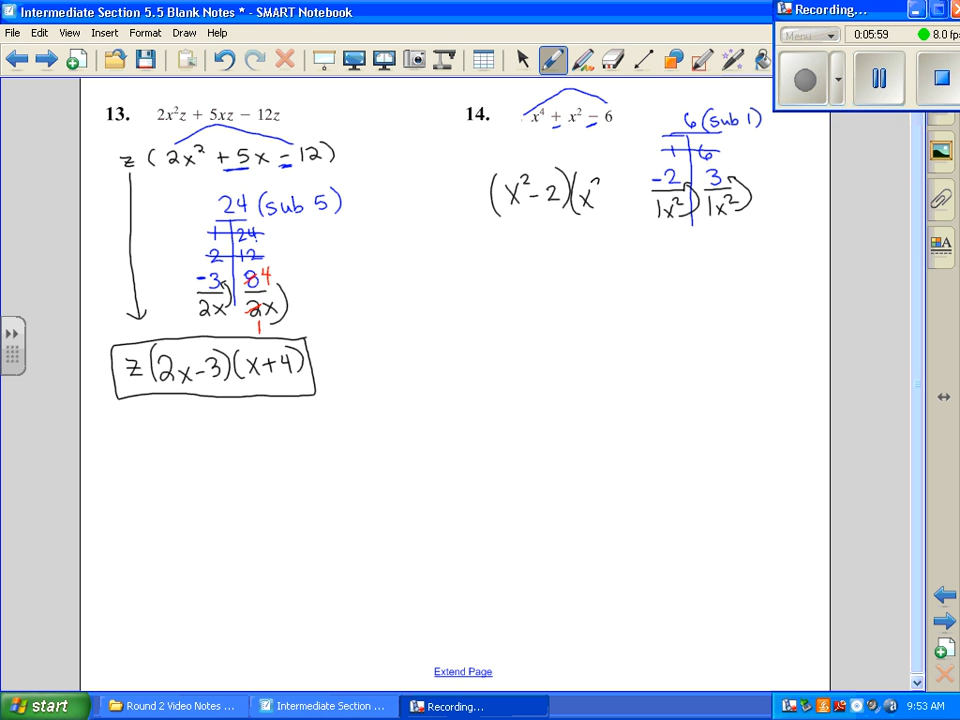 Intermediate Section 5.5 Blank Notes * - SMART Notebook
Recording...
File Edit View Insert Format Draw Help
Menu
0:05:59
8.0 fps
13. 2x²z + 5xz − 12z
z ( 2x² + 5x − 12 )
24 (sub 5)
1 | 24
2 | 12
-3 | 8 4
2x | 2x
1
z(2x-3)(x+4)
14. x⁴ + x² − 6
6 (sub 1)
1 | 6
-2 | 3
1x² | 1x²
(x²-2)(x²
Extend Page
start
Round 2 Video Notes ...
Intermediate Section ...
Recording...
9:53 AM